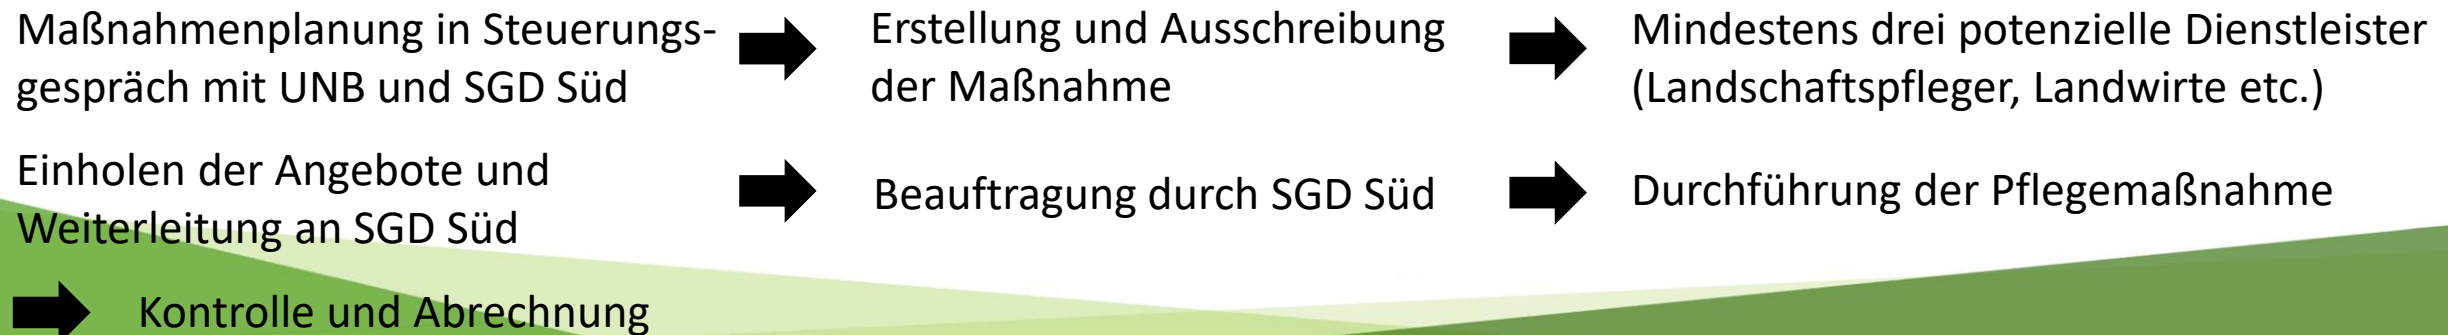 Maßnahmenplanung in Steuerungs-
gespräch mit UNB und SGD Süd
Erstellung und Ausschreibung
der Maßnahme
Mindestens drei potenzielle Dienstleister
(Landschaftspfleger, Landwirte etc.)
Einholen der Angebote und
Weiterleitung an SGD Süd
Beauftragung durch SGD Süd
Durchführung der Pflegemaßnahme
Kontrolle und Abrechnung